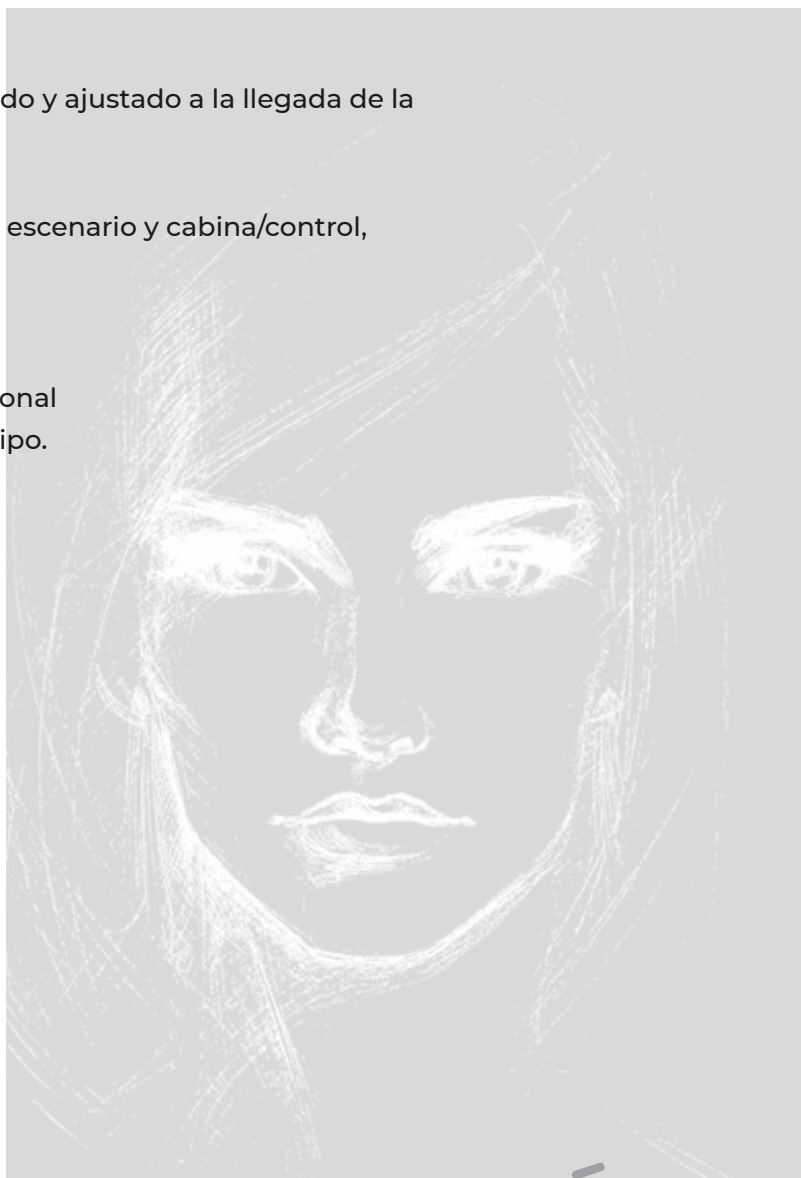 do y ajustado a la llegada de la
escenario y cabina/control,
onal
ipo.